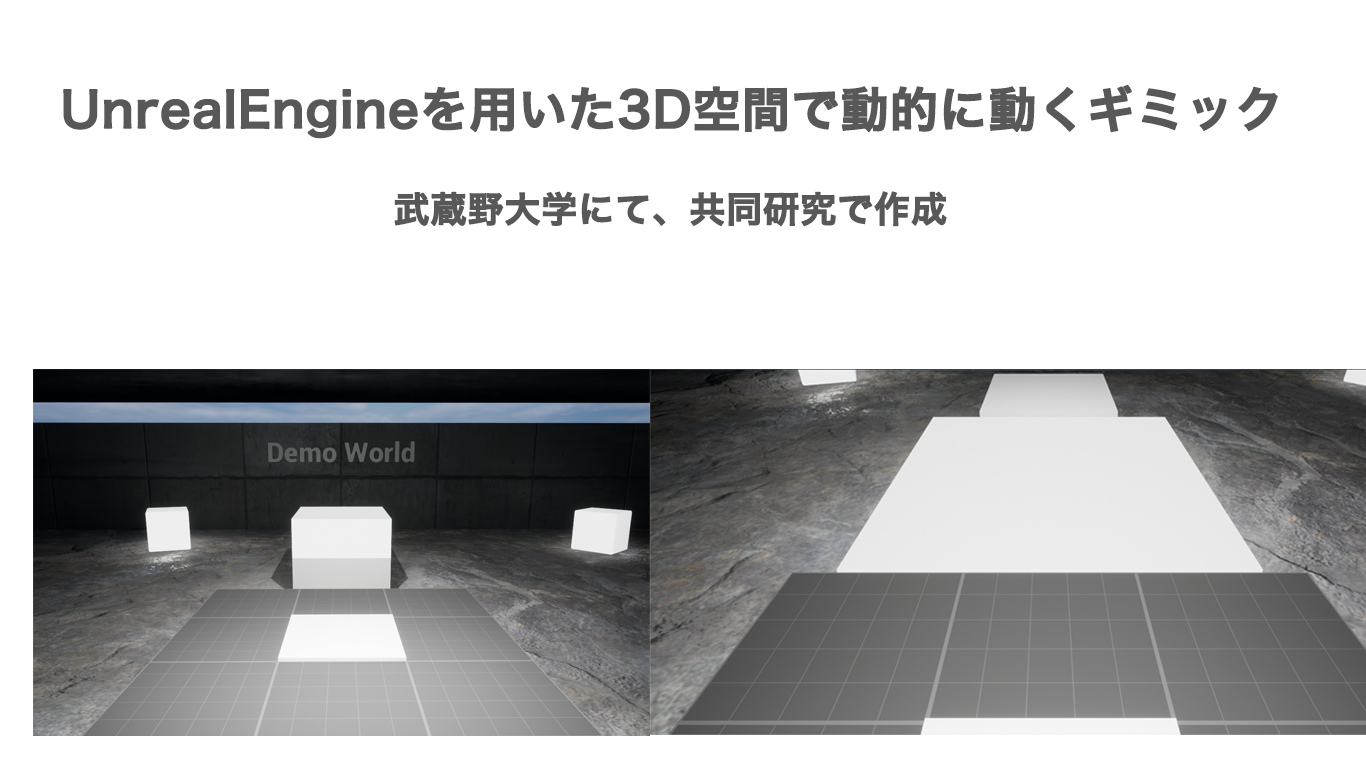 UnrealEngineを用いた3D空間で動的に動くギミック
武蔵野大学にて、共同研究で作成
Demo World